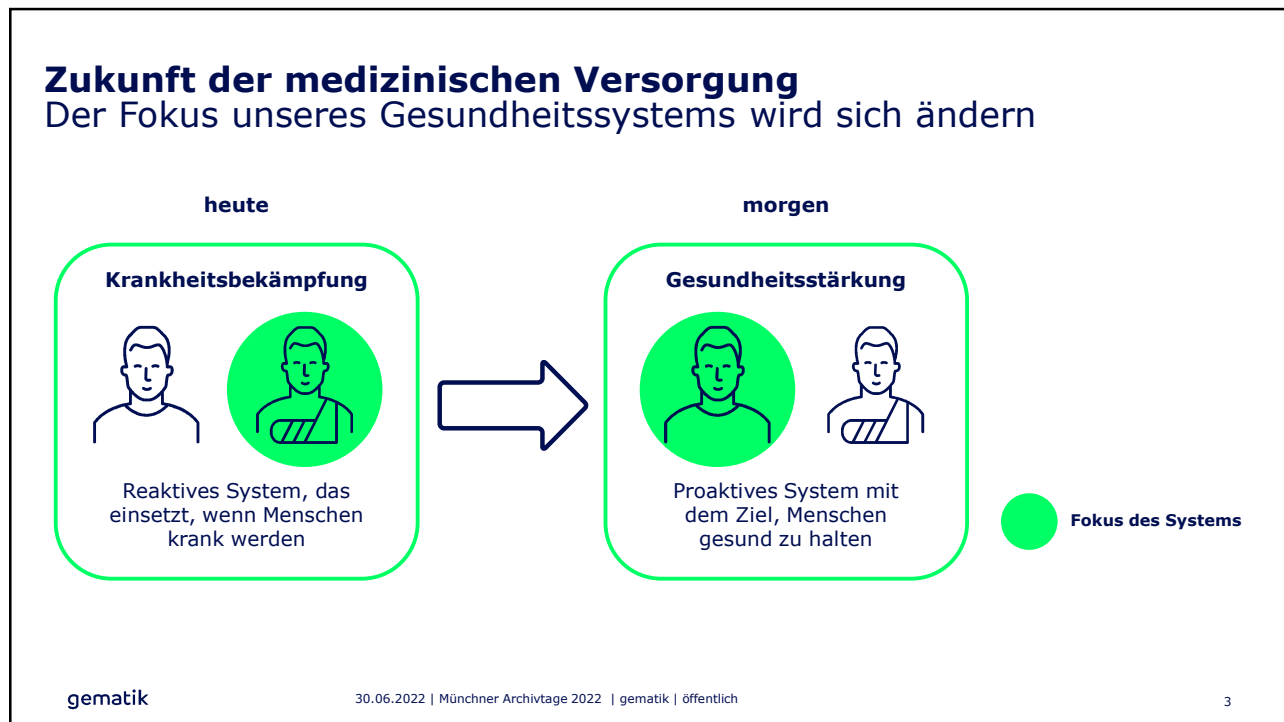 Zukunft der medizinischen Versorgung
Der Fokus unseres Gesundheitssystems wird sich ändern
heute
Krankheitsbekämpfung
Reaktives System, das
einsetzt, wenn Menschen
krank werden
morgen
Gesundheitsstärkung
Proaktives System mit
dem Ziel, Menschen
gesund zu halten
Fokus des Systems
gematik
30.06.2022 | Münchner Archivtage 2022 | gematik | öffentlich
3